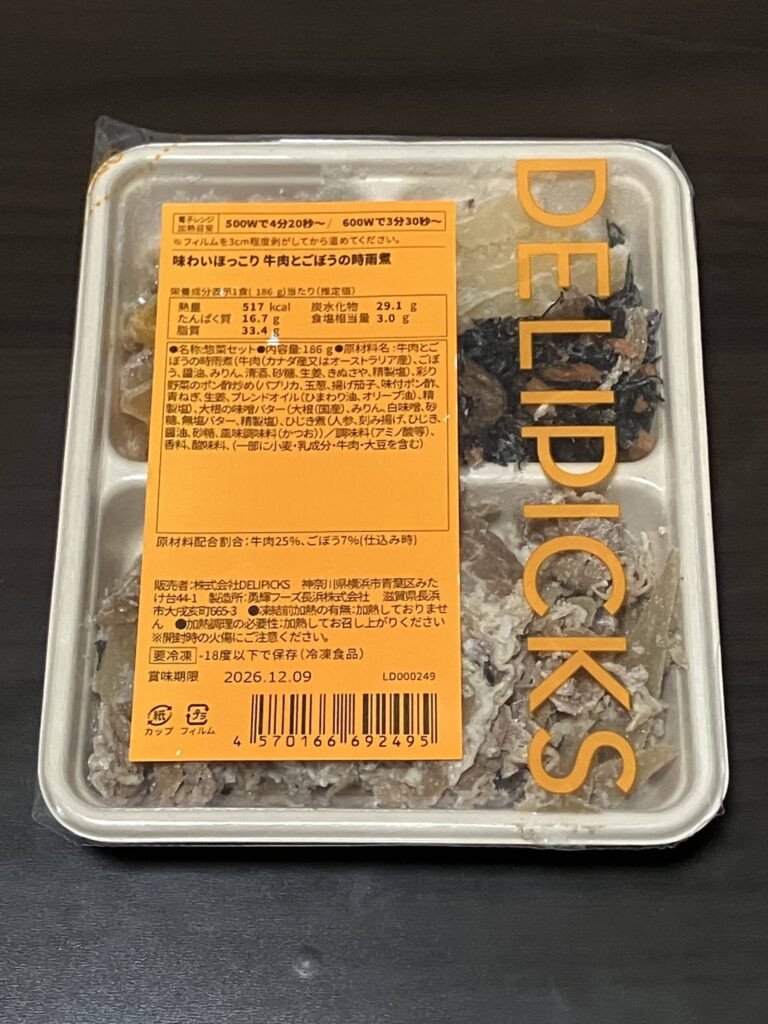 DELIPICKS
電子レンジ加熱目安 500Wで4分20秒～/ 600Wで3分30秒～
※フィルムを3cm程度剥がしてから温めてください。
味わいほっこり 牛肉とごぼうの時雨煮
栄養成分表示1食( 186 g)当たり(推定値)
熱量 517 kcal 炭水化物 29.1 g
たんぱく質 16.7 g 食塩相当量 3.0 g
脂質 33.4 g
●名称:惣菜セット●内容量:186 g●原材料名:牛肉とご
ぼうの時雨煮(牛肉(カナダ産又はオーストラリア産)、ごぼ
う、醤油、みりん、清酒、砂糖、生姜、きぬさや、精製塩)、彩り
野菜のポン酢炒め(パプリカ、玉葱、揚げ茄子、味付ポン酢、
青ねぎ、生姜、ブレンドオイル(ひまわり油、オリーブ油)、精
製塩)、大根の味噌バター(大根(国産)、みりん、白味噌、砂
糖、無塩バター、精製塩)、ひじき煮(人参、刻み揚げ、ひじき、
醤油、砂糖、風味調味料(かつお))／調味料(アミノ酸等)、
香料、酸味料、(一部に小麦・乳成分・牛肉・大豆を含む)
原材料配合割合:牛肉25%、ごぼう7%(仕込み時)
販売者:株式会社DELIPICKS 神奈川県横浜市青葉区みた
け台44-1 製造所:勇輝フーズ長浜株式会社 滋賀県長浜
市大戌亥町665-3 ●凍結前加熱の有無:加熱しておりませ
ん ●加熱調理の必要性:加熱してお召し上がりください
※開封時の火傷にご注意ください。
要冷凍 -18度以下で保存(冷凍食品)
賞味期限 2026.12.09 LD000249
紙 プラ
カップ フィルム
4 570166 692495